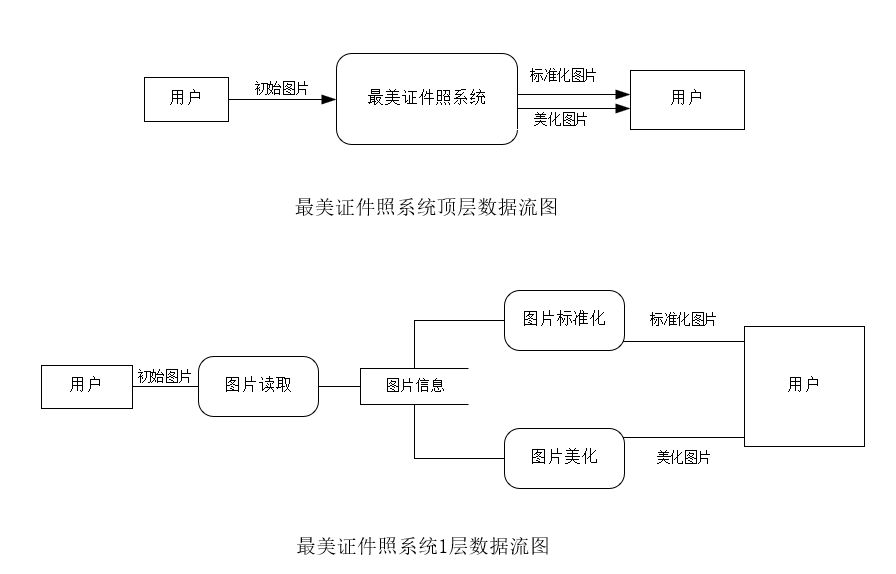 用户
初始图片
最美证件照系统
标准化图片
美化图片
用户
最美证件照系统顶层数据流图
用户
初始图片
图片读取
图片信息
图片标准化
标准化图片
图片美化
美化图片
用户
最美证件照系统1层数据流图